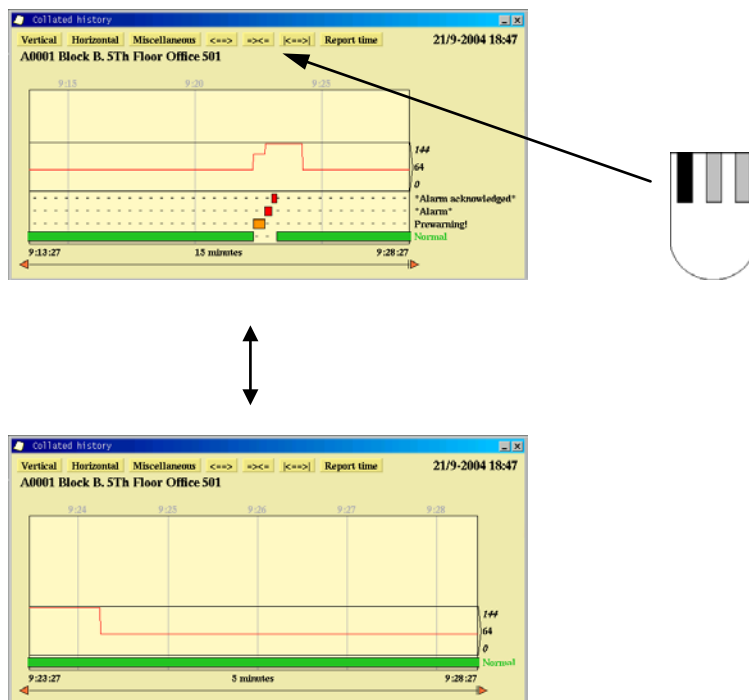 Collated history
Vertical Horizontal Miscellaneous <==> =><= |<==>| Report time 21/9-2004 18:47
A0001 Block B. 5Th Floor Office 501
9:15 9:20 9:25
144
64
0
*Alarm acknowledged*
*Alarm*
Prewarning!
Normal
9:13:27 15 minutes 9:28:27
Collated history
Vertical Horizontal Miscellaneous <==> =><= |<==>| Report time 21/9-2004 18:47
A0001 Block B. 5Th Floor Office 501
9:24 9:25 9:26 9:27 9:28
144
64
0
Normal
9:23:27 5 minutes 9:28:27